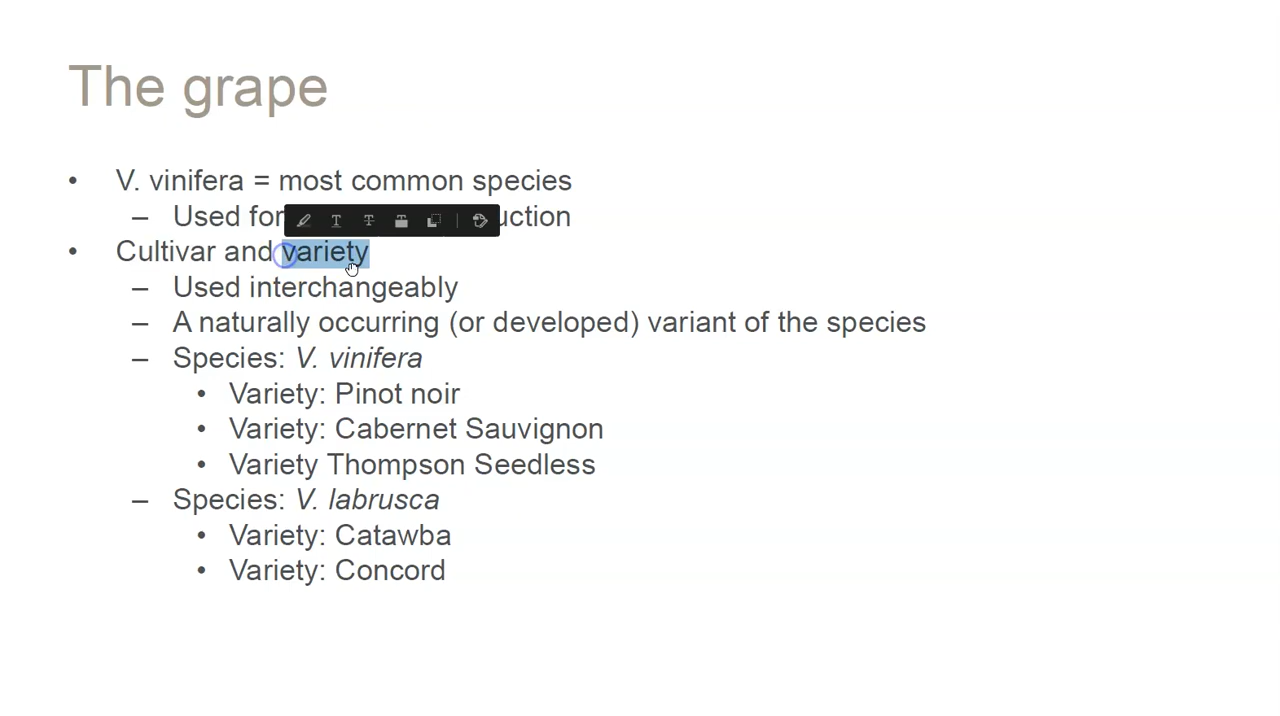 The grape
• V. vinifera = most common species
– Used for uction
• Cultivar and variety
– Used interchangeably
– A naturally occurring (or developed) variant of the species
– Species: V. vinifera
• Variety: Pinot noir
• Variety: Cabernet Sauvignon
• Variety Thompson Seedless
– Species: V. labrusca
• Variety: Catawba
• Variety: Concord